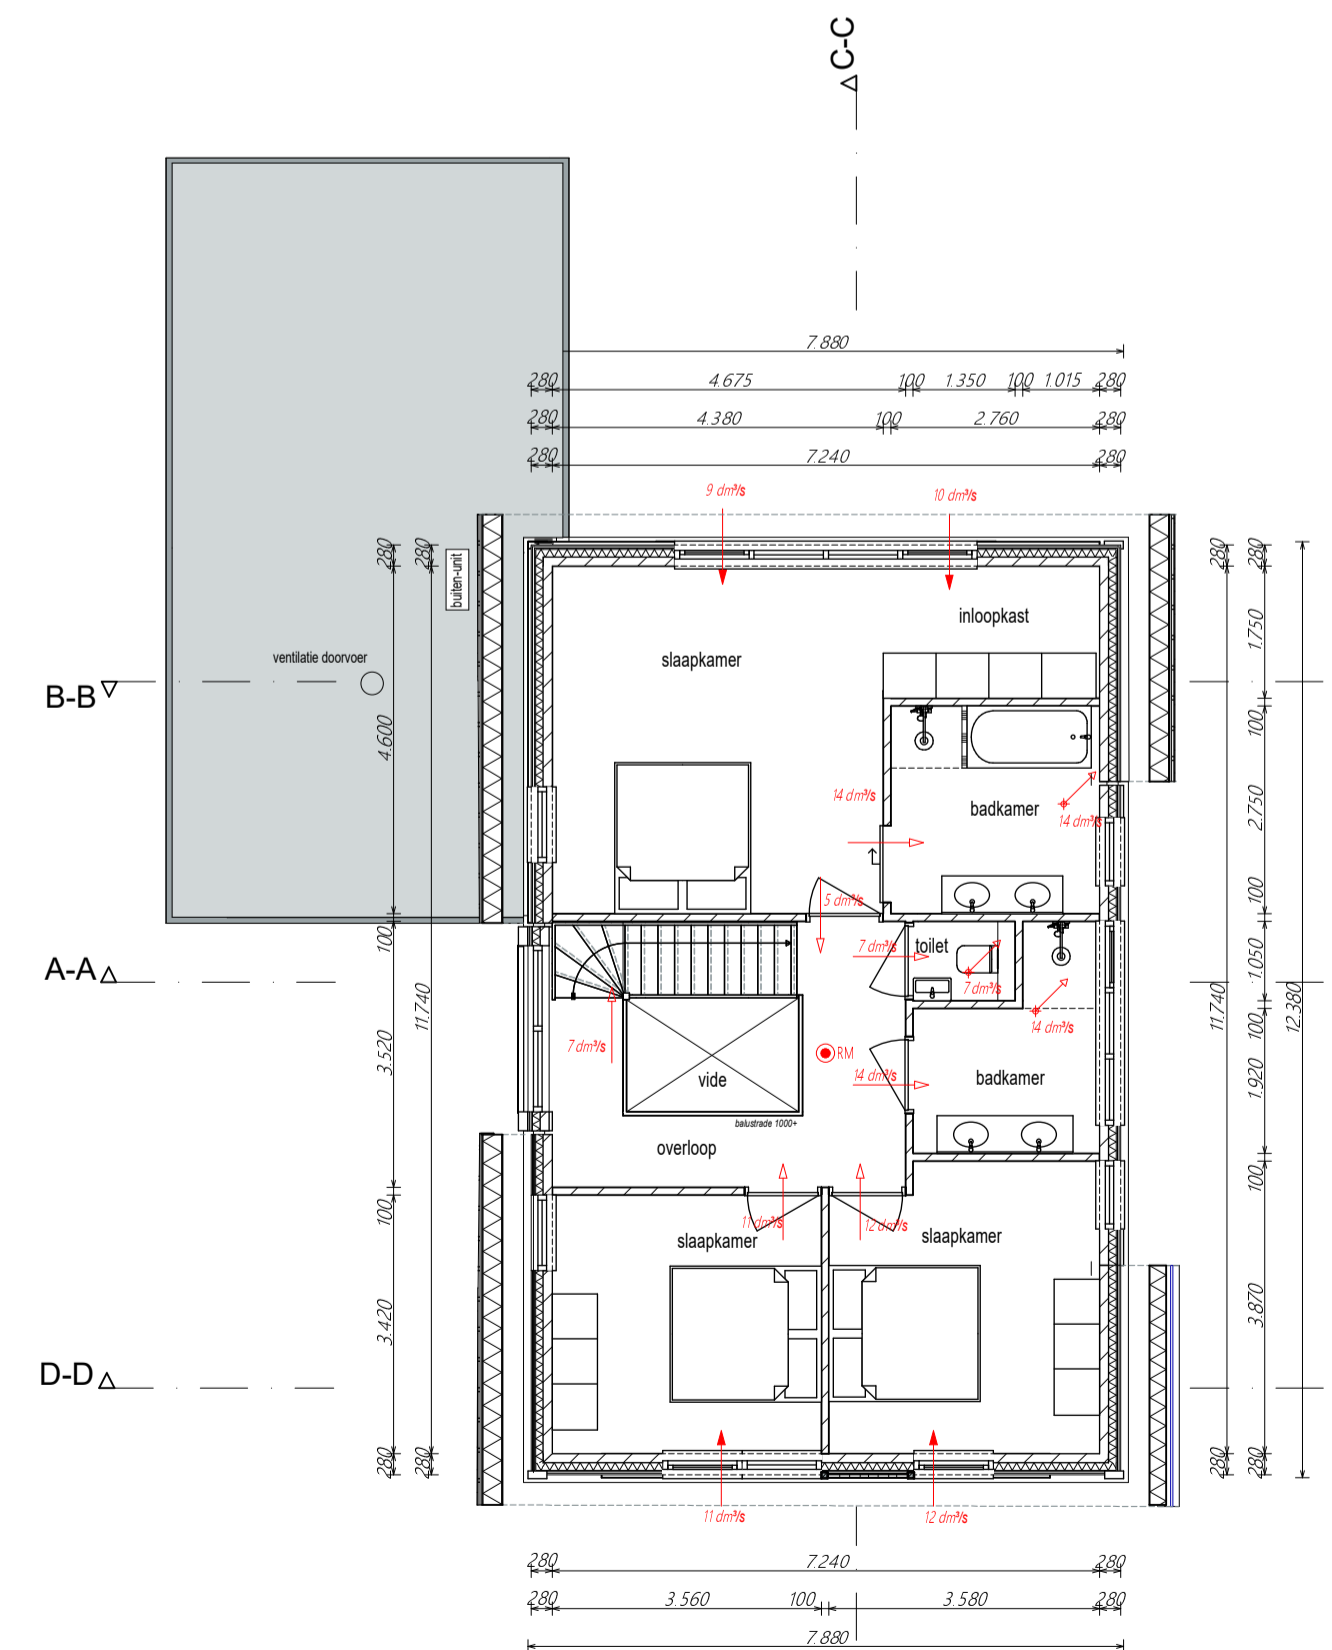 C-C
7.880
280 4.675 100 1.350 100 1.015 280
280 4.380 100 2.760 280
280 7.240 280
9 dm³/s 10 dm³/s
280 280 buiten-unit 280 280
inloopkast
1.750
slaapkamer
ventilatie doorvoer
B-B
4.600
100
14 dm³/s
badkamer
14 dm³/s
2.750
5 dm³/s
100
100
toilet
7 dm³/s
A-A
7 dm³/s
1.050
11.740
11.740
12.380
14 dm³/s
100
3.520
7 dm³/s
RM
vide
14 dm³/s
badkamer
1.920
balustrade 1000+
overloop
100
100
11 dm³/s 12 dm³/s
slaapkamer slaapkamer
3.420
3.870
D-D
280 280 280 280
11 dm³/s 12 dm³/s
280 7.240 280
280 3.560 100 3.580 280
7.880